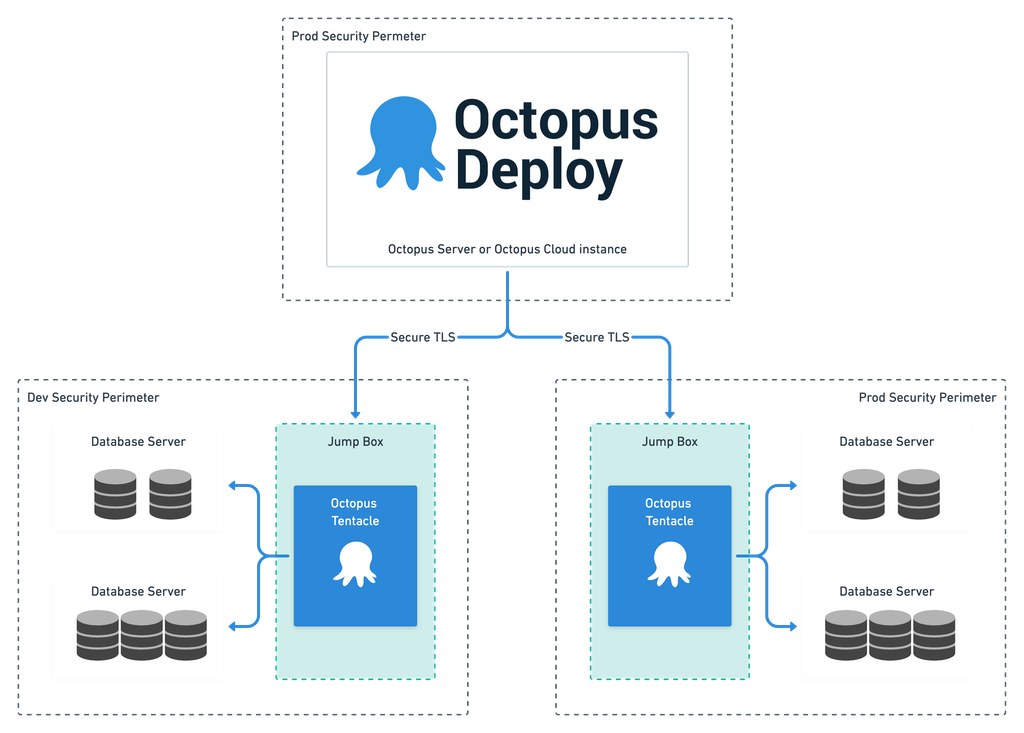 Prod Security Permeter
Octopus
Deploy
Octopus Server or Octopus Cloud instance
Secure TLS
Secure TLS
Dev Security Perimeter
Database Server
Jump Box
Octopus
Tentacle
Database Server
Prod Security Perimeter
Jump Box
Database Server
Octopus
Tentacle
Database Server